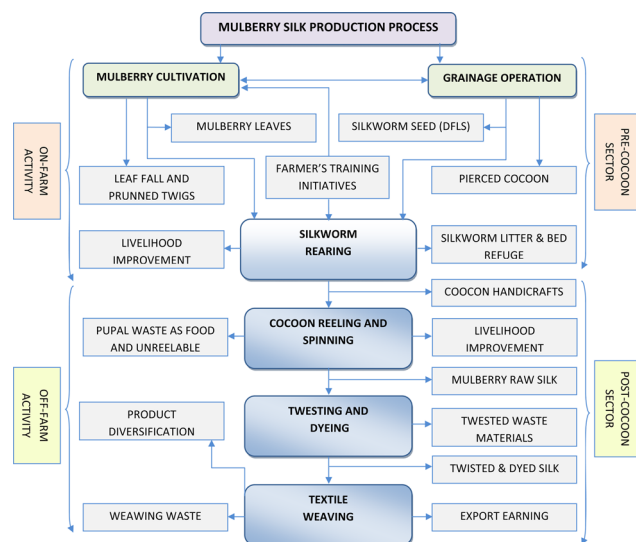 MULBERRY SILK PRODUCTION PROCESS
MULBERRY CULTIVATION
GRAINAGE OPERATION
MULBERRY LEAVES
SILKWORM SEED (DFLS)
ON-FARM
ACTIVITY
PRE-COCOON
SECTOR
LEAF FALL AND
PRUNNED TWIGS
FARMER'S TRAINING
INITIATIVES
PIERCED COCOON
SILKWORM
REARING
LIVELIHOOD
IMPROVEMENT
SILKWORM LITTER & BED
REFUGE
COOCON HANDICRAFTS
COCOON REELING AND
SPINNING
PUPAL WASTE AS FOOD
AND UNREELABLE
LIVELIHOOD
IMPROVEMENT
OFF-FARM
ACTIVITY
POST-COCOON
SECTOR
MULBERRY RAW SILK
TWESTING AND
DYEING
PRODUCT
DIVERSIFICATION
TWESTED WASTE
MATERIALS
TWISTED & DYED SILK
TEXTILE
WEAVING
WEAWING WASTE
EXPORT EARNING